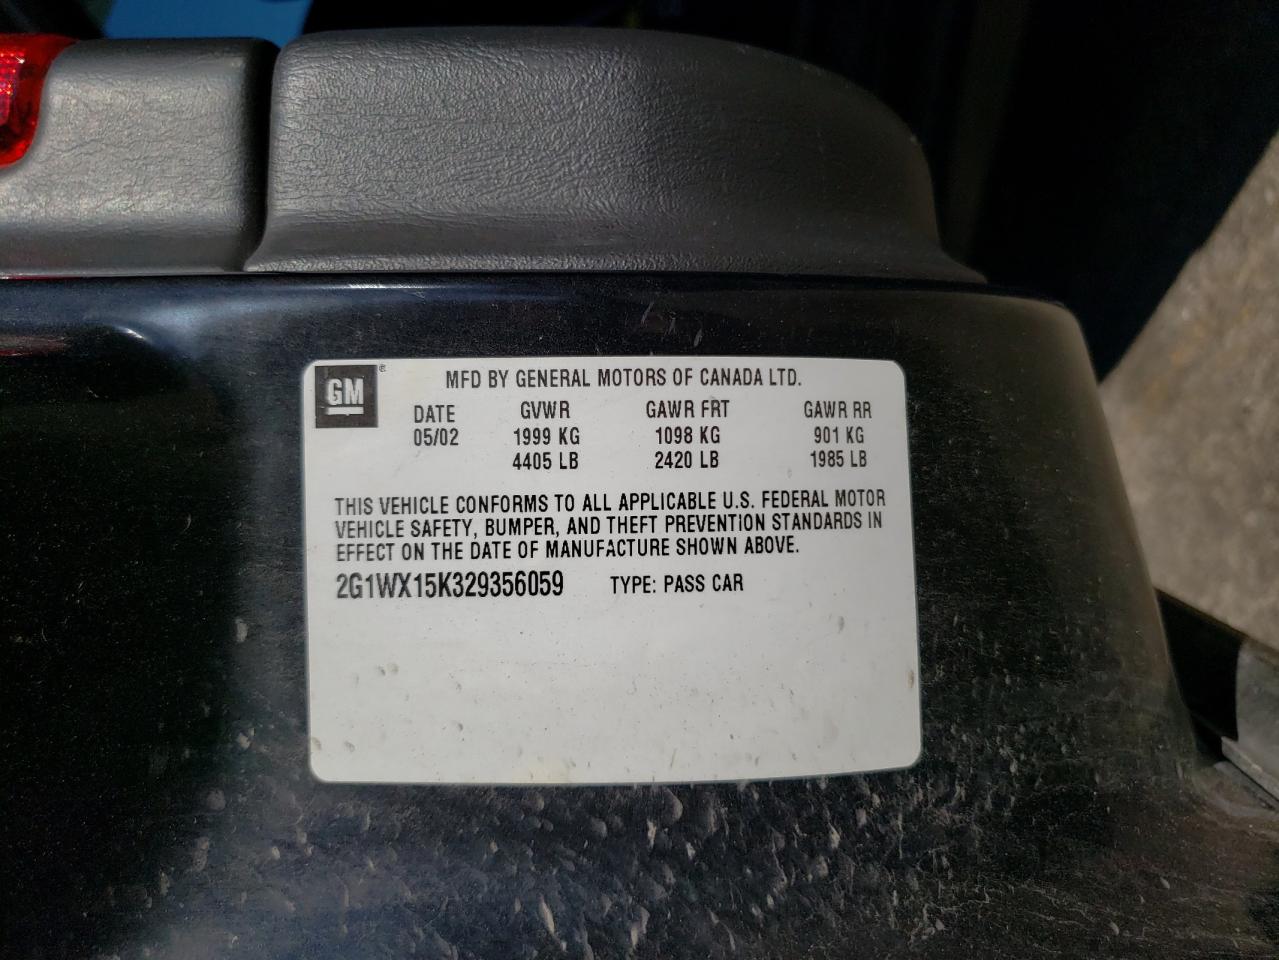 GM ®
MFD BY GENERAL MOTORS OF CANADA LTD.
DATE GVWR GAWR FRT GAWR RR
05/02 1999 KG 1098 KG 901 KG
4405 LB 2420 LB 1985 LB
THIS VEHICLE CONFORMS TO ALL APPLICABLE U.S. FEDERAL MOTOR
VEHICLE SAFETY, BUMPER, AND THEFT PREVENTION STANDARDS IN
EFFECT ON THE DATE OF MANUFACTURE SHOWN ABOVE.
2G1WX15K329356059 TYPE: PASS CAR